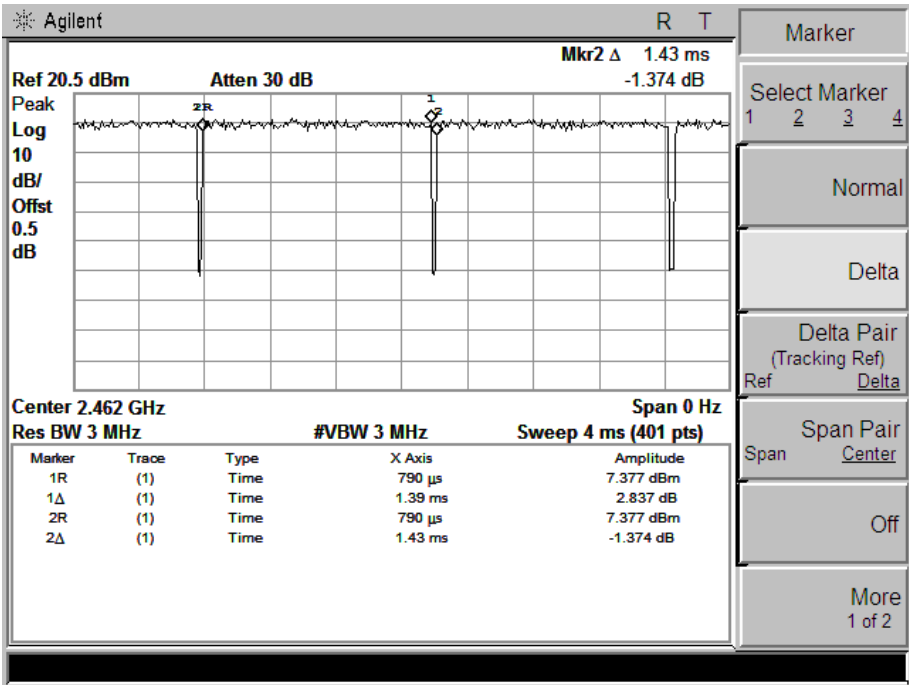 Agilent R T
Mkr2 Δ 1.43 ms
Ref 20.5 dBm Atten 30 dB -1.374 dB
Peak
Log
10
dB/
Offst
0.5
dB
2R
1
2
Center 2.462 GHz Span 0 Hz
Res BW 3 MHz #VBW 3 MHz Sweep 4 ms (401 pts)
Marker Trace Type X Axis Amplitude
1R (1) Time 790 µs 7.377 dBm
1Δ (1) Time 1.39 ms 2.837 dB
2R (1) Time 790 µs 7.377 dBm
2Δ (1) Time 1.43 ms -1.374 dB
Marker
Select Marker
1 2 3 4
Normal
Delta
Delta Pair
(Tracking Ref)
Ref Delta
Span Pair
Span Center
Off
More
1 of 2